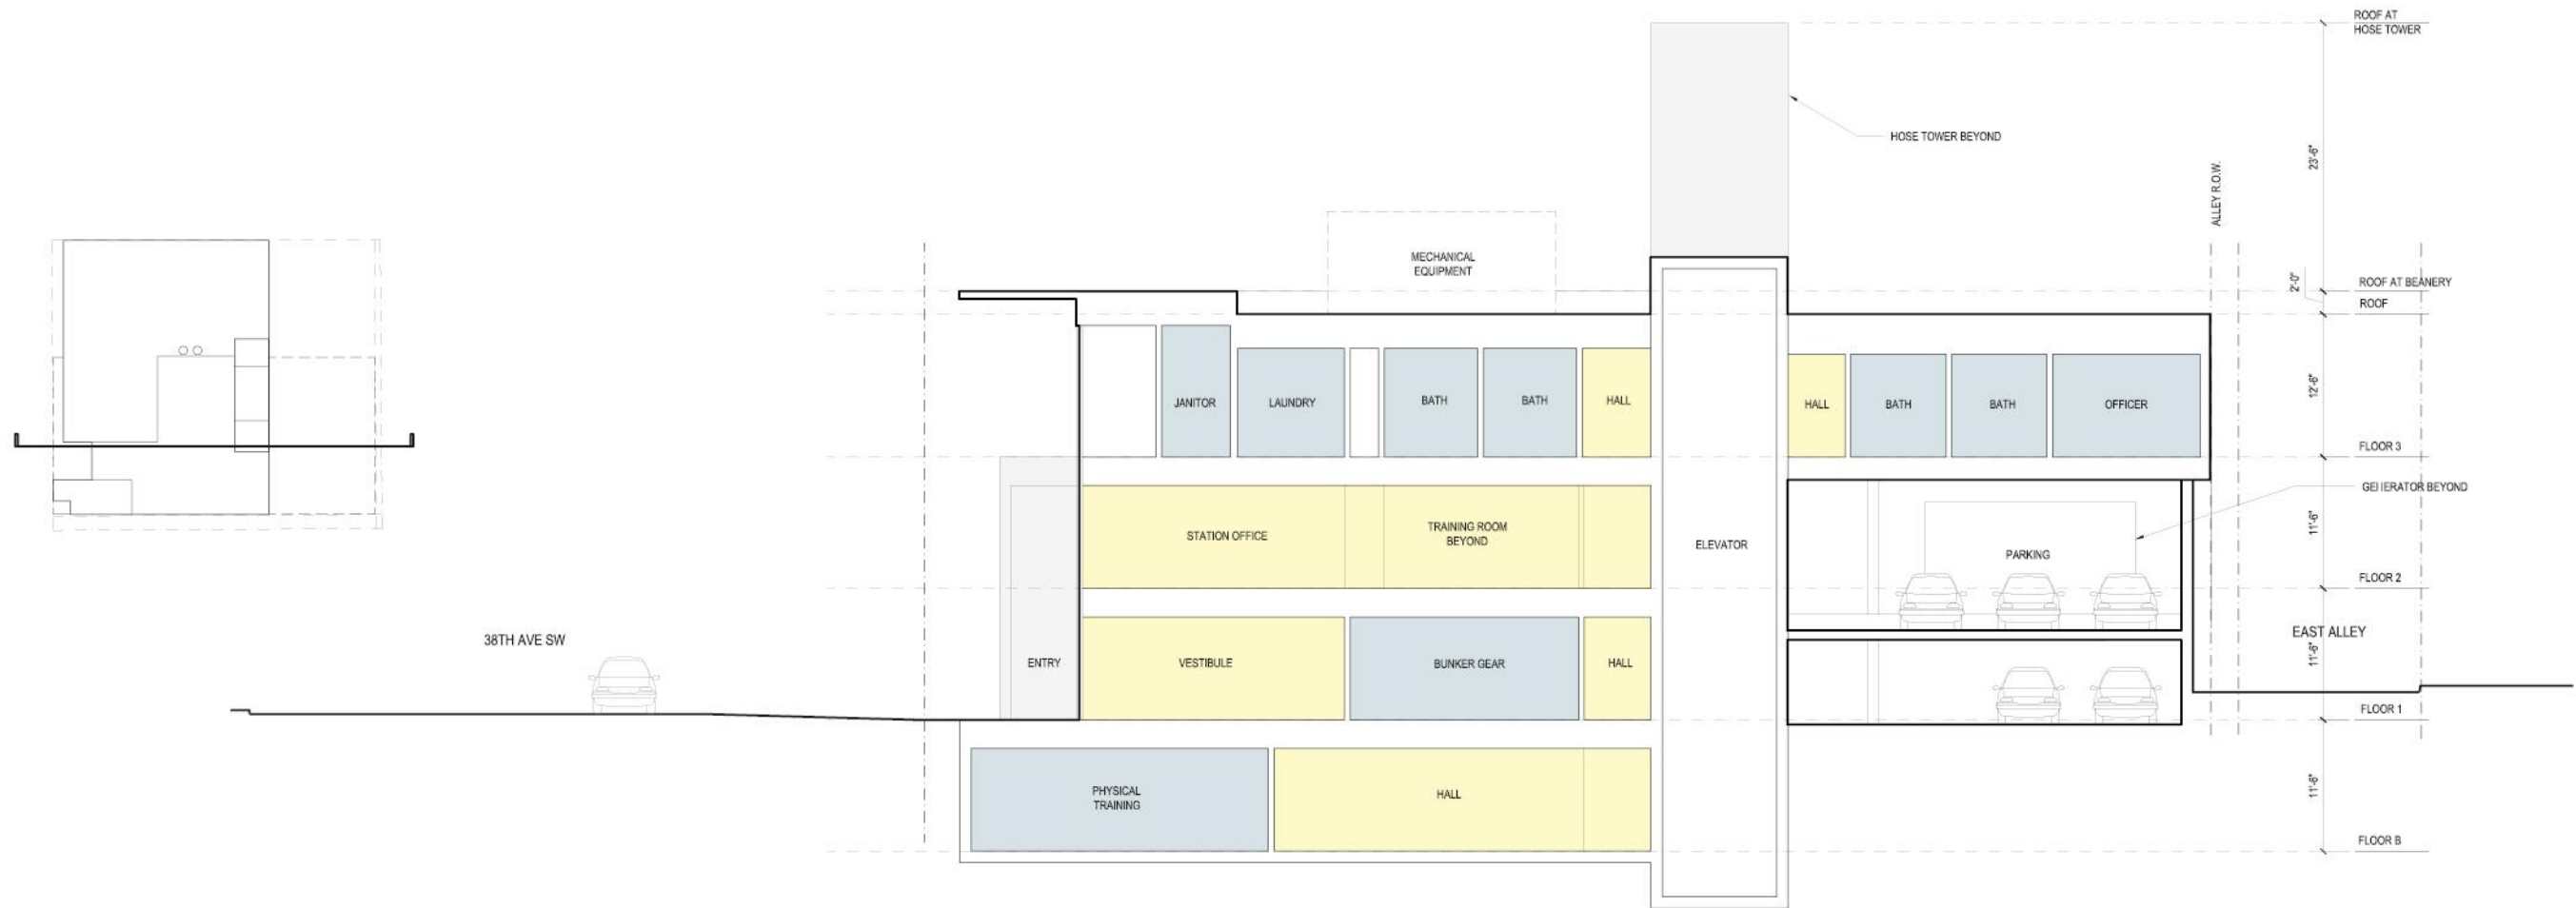 ROOF AT
HOSE TOWER
HOSE TOWER BEYOND
23'-6"
ALLEY R.O.W.
MECHANICAL
EQUIPMENT
2'-0"
ROOF AT BEANERY
ROOF
JANITOR
LAUNDRY
BATH
BATH
HALL
HALL
BATH
BATH
OFFICER
12'-6"
FLOOR 3
GENERATOR BEYOND
STATION OFFICE
TRAINING ROOM
BEYOND
ELEVATOR
PARKING
11'-6"
FLOOR 2
38TH AVE SW
ENTRY
VESTIBULE
BUNKER GEAR
HALL
EAST ALLEY
11'-6"
FLOOR 1
PHYSICAL
TRAINING
HALL
11'-6"
FLOOR B